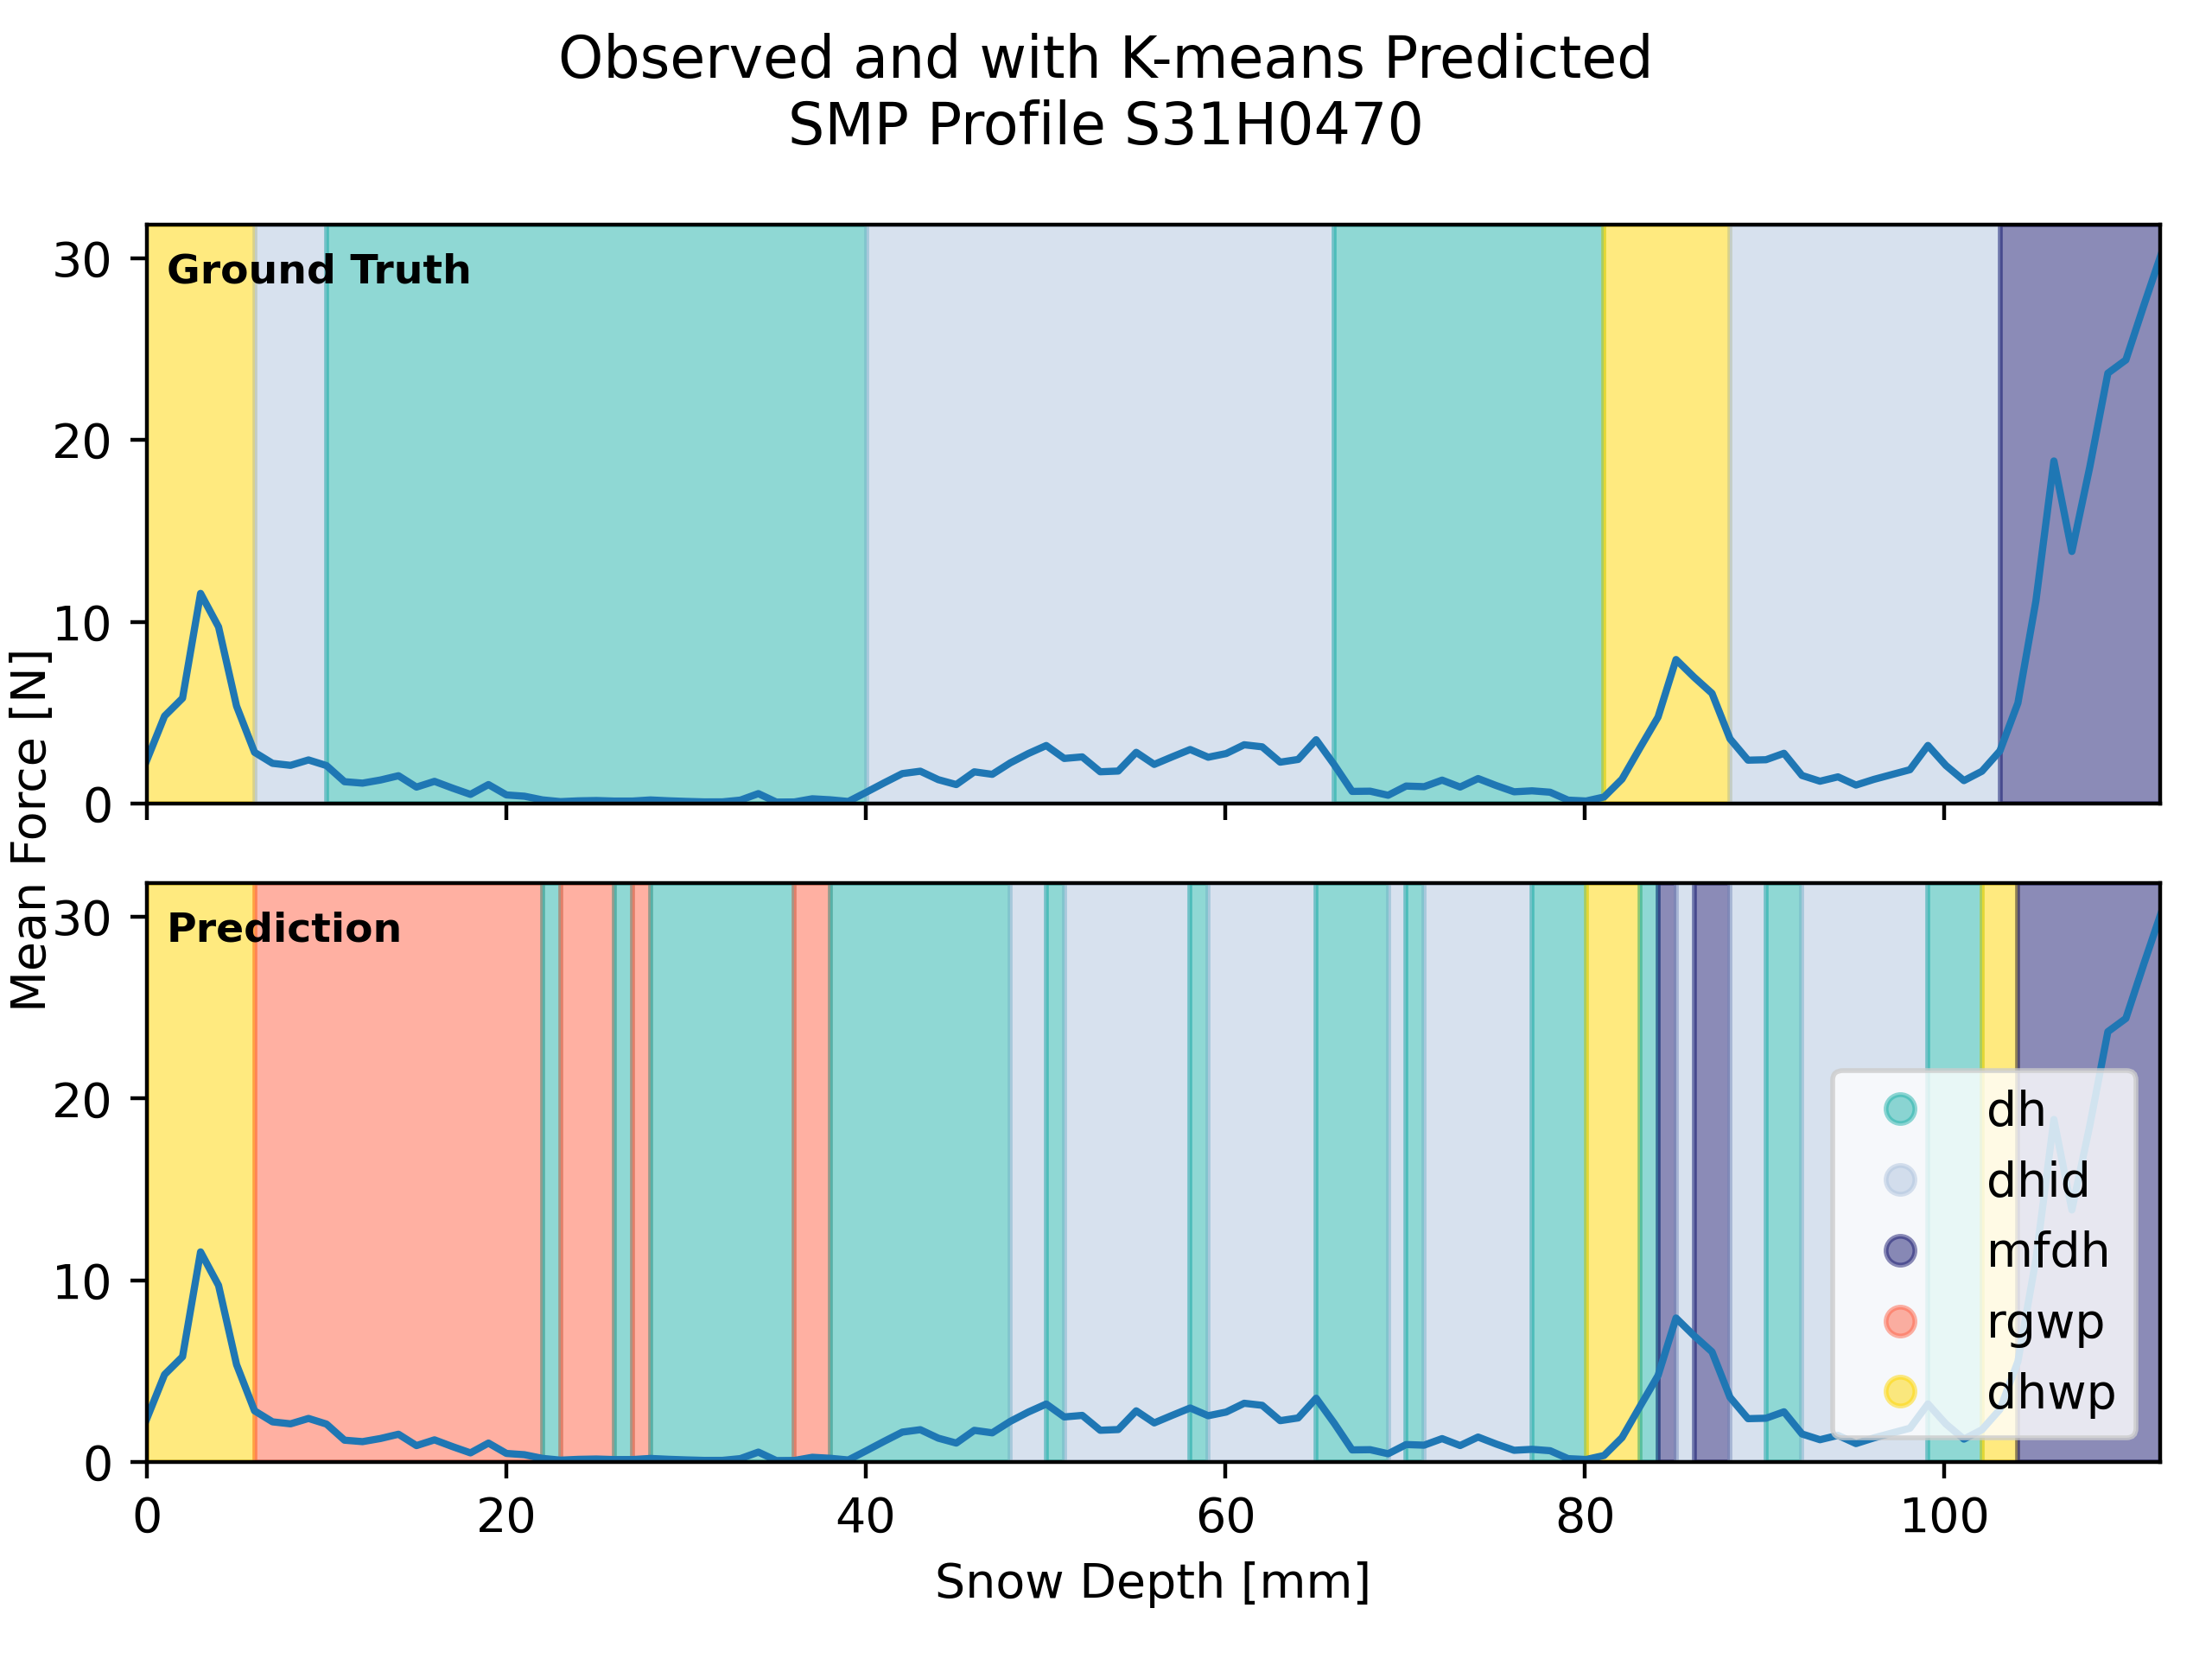 Observed and with K-means Predicted
SMP Profile S31H0470
Mean Force [N]
30
20
10
0
Ground Truth
30
20
10
0
Prediction
dh
dhid
mfdh
rgwp
dhwp
0 20 40 60 80 100
Snow Depth [mm]